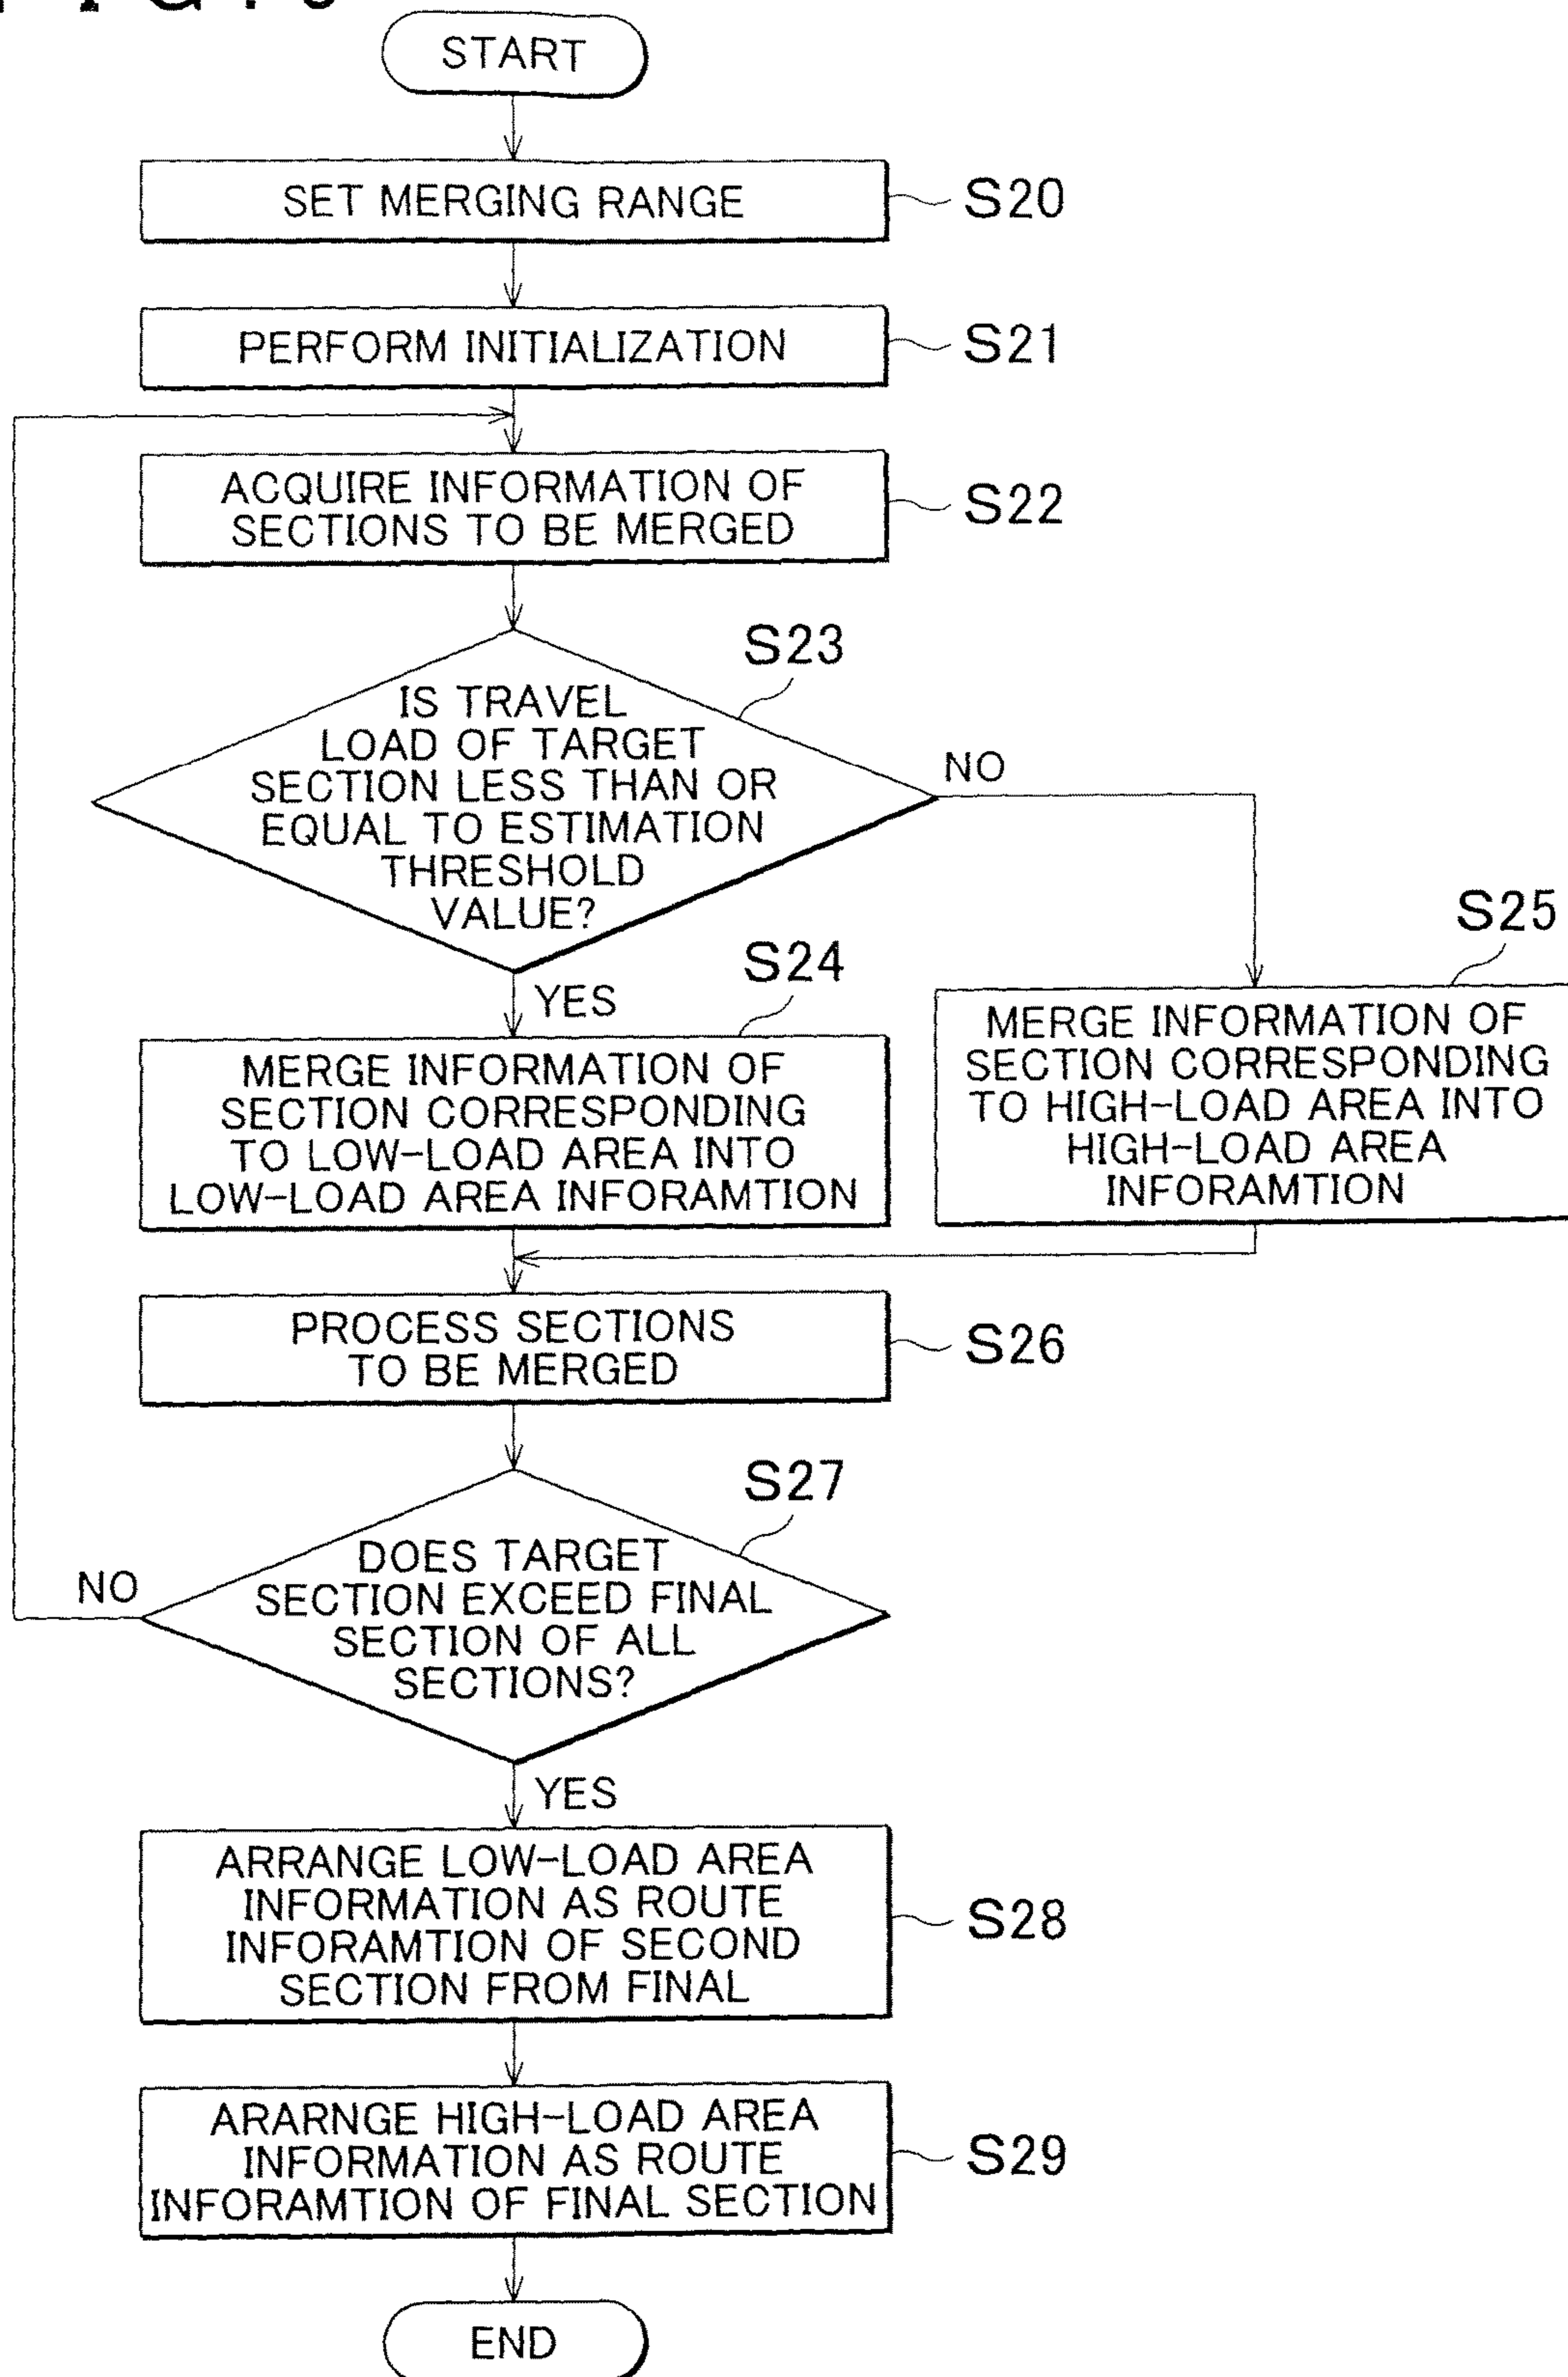 START
SET MERGING RANGE
S20
PERFORM INITIALIZATION
S21
ACQUIRE INFORMATION OF
SECTIONS TO BE MERGED
S22
S23
IS TRAVEL
LOAD OF TARGET
SECTION LESS THAN OR
EQUAL TO ESTIMATION
THRESHOLD
VALUE?
NO
YES
S24
MERGE INFORMATION OF
SECTION CORRESPONDING
TO LOW-LOAD AREA INTO
LOW-LOAD AREA INFORAMTION
S25
MERGE INFORMATION OF
SECTION CORRESPONDING
TO HIGH-LOAD AREA INTO
HIGH-LOAD AREA
INFORAMTION
PROCESS SECTIONS
TO BE MERGED
S26
S27
DOES TARGET
SECTION EXCEED FINAL
SECTION OF ALL
SECTIONS?
NO
YES
ARRANGE LOW-LOAD AREA
INFORMATION AS ROUTE
INFORAMTION OF SECOND
SECTION FROM FINAL
S28
ARARNGE HIGH-LOAD AREA
INFORMATION AS ROUTE
INFORAMTION OF FINAL SECTION
S29
END